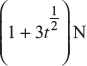 (1 + 3t^{1/2}) N